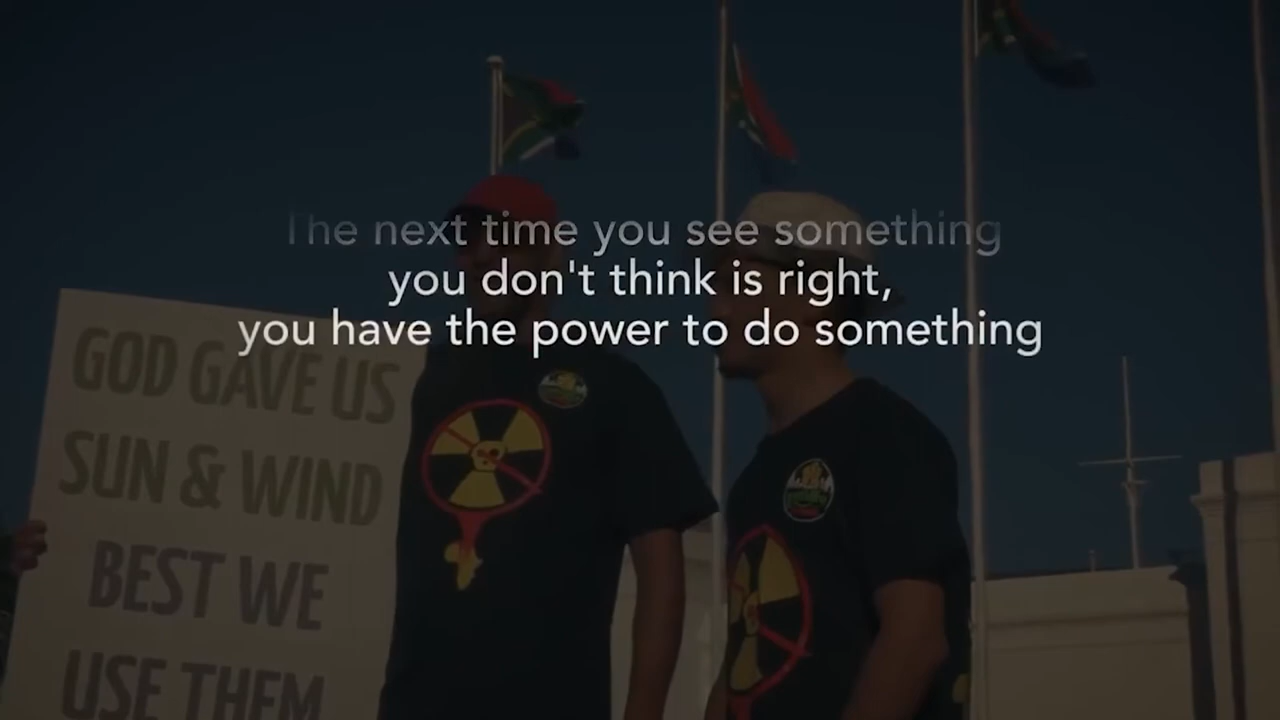 The next time you see something
you don't think is right,
you have the power to do something
GOD GAVE US
SUN & WIND
BEST WE
USE THEM